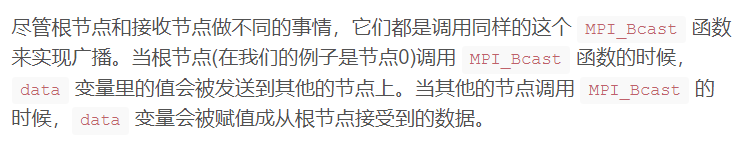 尽管根节点和接收节点做不同的事情，它们都是调用同样的这个 MPI_Bcast 函数
来实现广播。当根节点(在我们的例子是节点0)调用 MPI_Bcast 函数的时候，
data 变量里的值会被发送到其他的节点上。当其他的节点调用 MPI_Bcast 的
时候，data 变量会被赋值成从根节点接受到的数据。